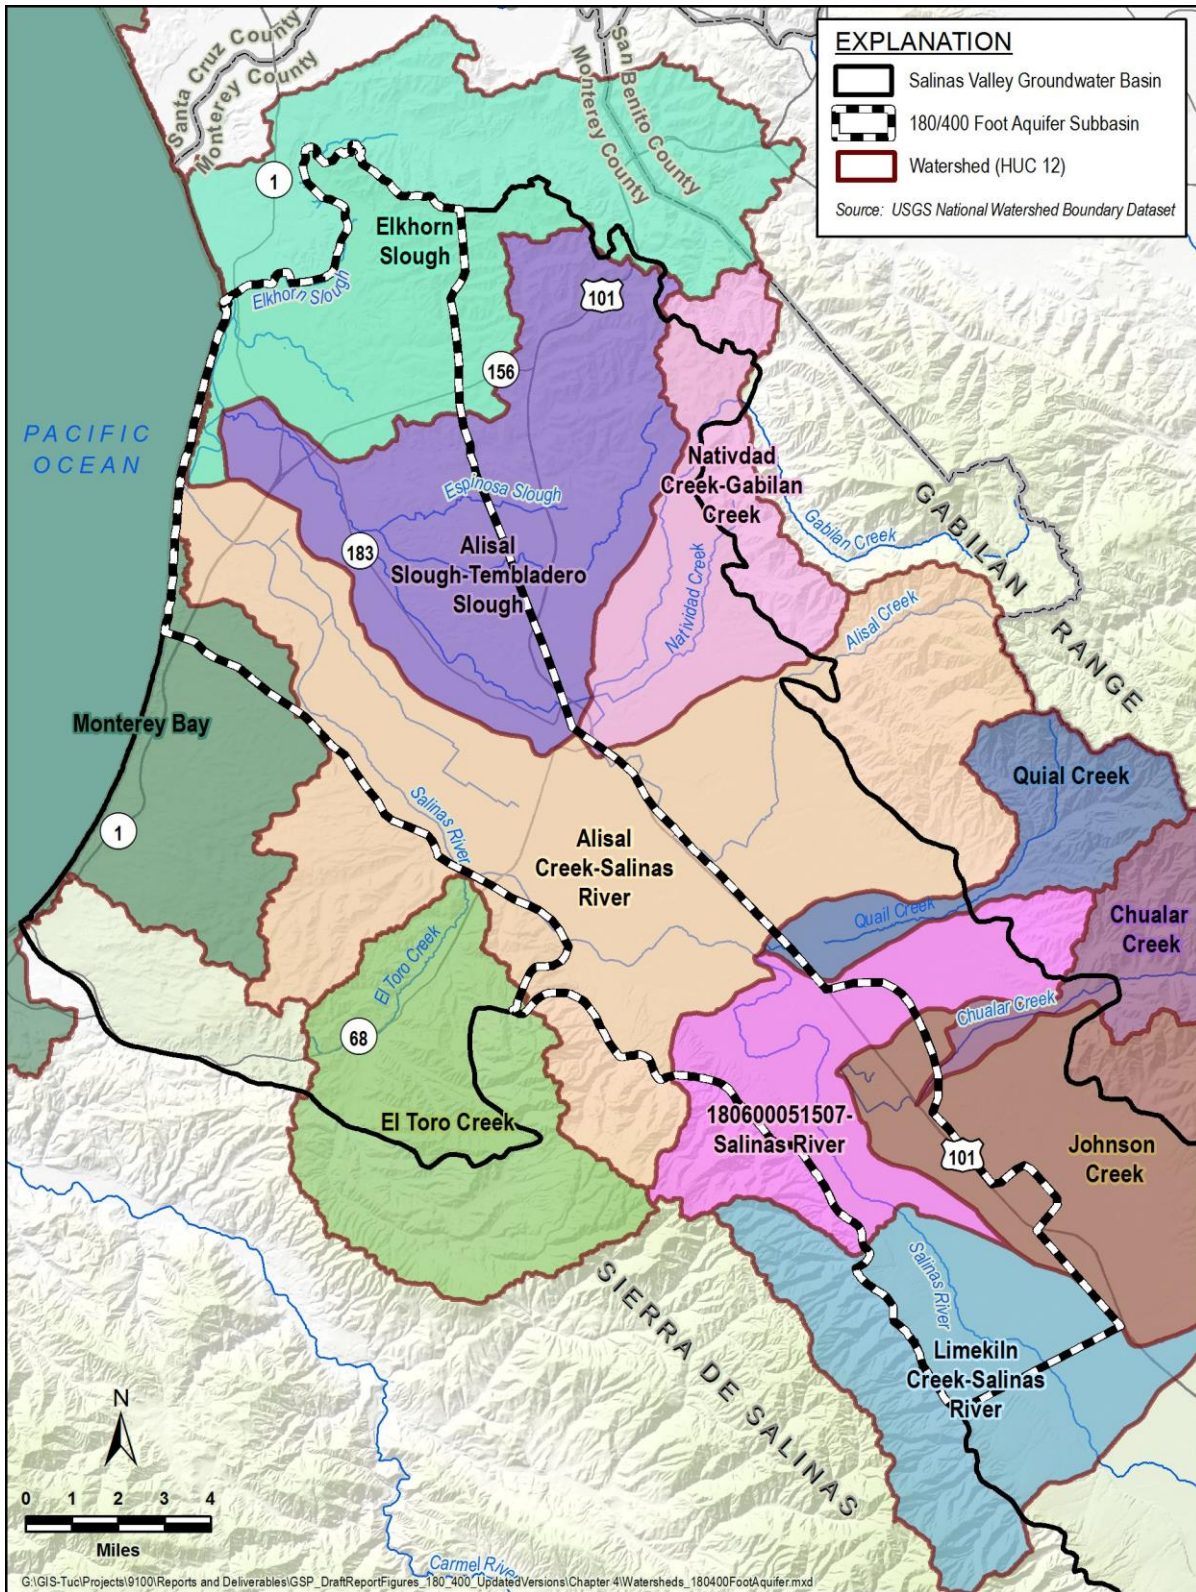 EXPLANATION
Salinas Valley Groundwater Basin
180/400 Foot Aquifer Subbasin
Watershed (HUC 12)
Source: USGS National Watershed Boundary Dataset
Santa Cruz County
Monterey County
San Benito County
Monterey County
1
Elkhorn
Slough
Elkhorn Slough
101
156
PACIFIC
OCEAN
Natividad
Creek-Gabilan
Creek
Espinosa Slough
183
Alisal
Slough-Tembladero
Slough
Gabilan Creek
GABILAN RANGE
Natividad Creek
Alisal Creek
Monterey Bay
Quial Creek
1
Salinas River
Alisal
Creek-Salinas
River
Quail Creek
Chualar
Creek
El Toro Creek
68
Chualar Creek
El Toro Creek
180600051507-
Salinas River
101
Johnson
Creek
Salinas River
SIERRA DE SALINAS
Limekiln
Creek-Salinas
River
N
0 1 2 3 4
Miles
Carmel River
G:\GIS-Tuc\Projects\9100\Reports and Deliverables\GSP_DraftReportFigures_180_400_UpdatedVersions\Chapter 4\Watersheds_180400FootAquifer.mxd